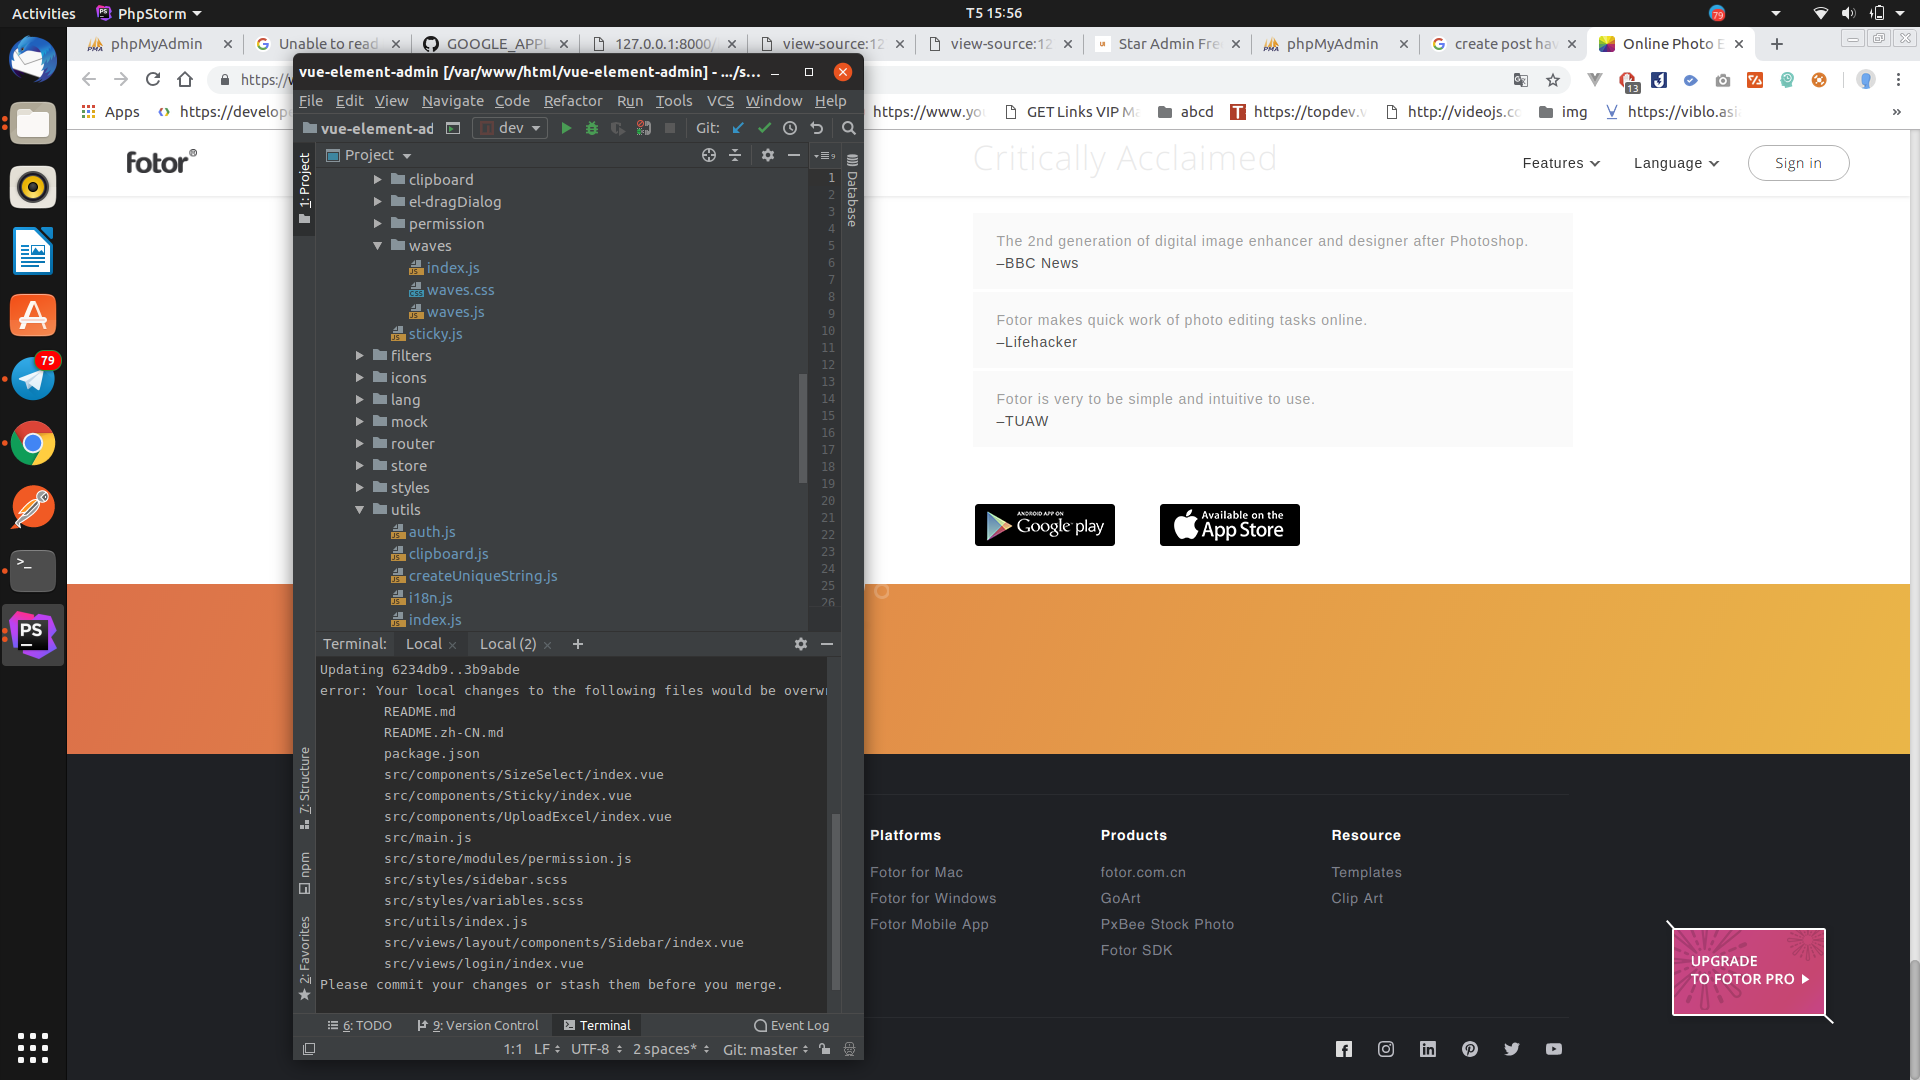 Activities
PhpStorm
T5 15:56
79
phpMyAdmin
Unable to read
GOOGLE_APPL
127.0.0.1:8000/
view-source:12
view-source:12
Star Admin Fre
phpMyAdmin
create post hav
Online Photo E
https://v
13
Apps
https://develope
https://www.yo
GET Links VIP M
abcd
https://topdev.v
http://videojs.co
img
https://viblo.asi
»
vue-element-admin [/var/www/html/vue-element-admin] - .../s...
File Edit View Navigate Code Refactor Run Tools VCS Window Help
vue-element-ad
dev
Git:
1: Project
Project
Database
clipboard
el-dragDialog
permission
waves
index.js
waves.css
waves.js
sticky.js
filters
icons
lang
mock
router
store
styles
utils
auth.js
clipboard.js
createUniqueString.js
i18n.js
index.js
1
2
3
4
5
6
7
8
9
10
11
12
13
14
15
16
17
18
19
20
21
22
23
24
25
26
Terminal:
Local
Local (2)
Updating 6234db9..3b9abde
error: Your local changes to the following files would be overwr
README.md
README.zh-CN.md
package.json
src/components/SizeSelect/index.vue
src/components/Sticky/index.vue
src/components/UploadExcel/index.vue
src/main.js
src/store/modules/permission.js
src/styles/sidebar.scss
src/styles/variables.scss
src/utils/index.js
src/views/layout/components/Sidebar/index.vue
src/views/login/index.vue
Please commit your changes or stash them before you merge.
7: Structure
npm
2: Favorites
6: TODO
9: Version Control
Terminal
Event Log
1:1
LF
UTF-8
2 spaces*
Git: master
79
PS
fotor®
Critically Acclaimed
Features
Language
Sign in
The 2nd generation of digital image enhancer and designer after Photoshop.
–BBC News
Fotor makes quick work of photo editing tasks online.
–Lifehacker
Fotor is very to be simple and intuitive to use.
–TUAW
ANDROID APP ON
Google play
Available on the
App Store
Platforms
Fotor for Mac
Fotor for Windows
Fotor Mobile App
Products
fotor.com.cn
GoArt
PxBee Stock Photo
Fotor SDK
Resource
Templates
Clip Art
UPGRADE
TO FOTOR PRO